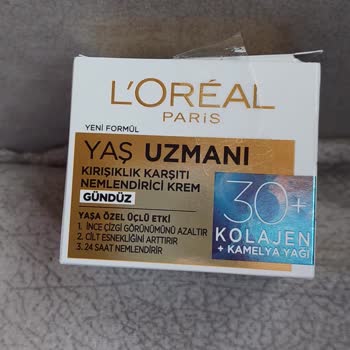 L'ORÉAL
PARIS
YENİ FORMÜL
YAŞ UZMANI
KIRIŞIKLIK KARŞITI
NEMLENDİRİCİ KREM
GÜNDÜZ
YAŞA ÖZEL ÜÇLÜ ETKİ
1. İNCE ÇİZGİ GÖRÜNÜMÜNÜ AZALTIR
2. CİLT ESNEKLİĞİNİ ARTTIRIR
3. 24 SAAT NEMLENDİRİR
30+
KOLAJEN
+ KAMELYA YAĞI